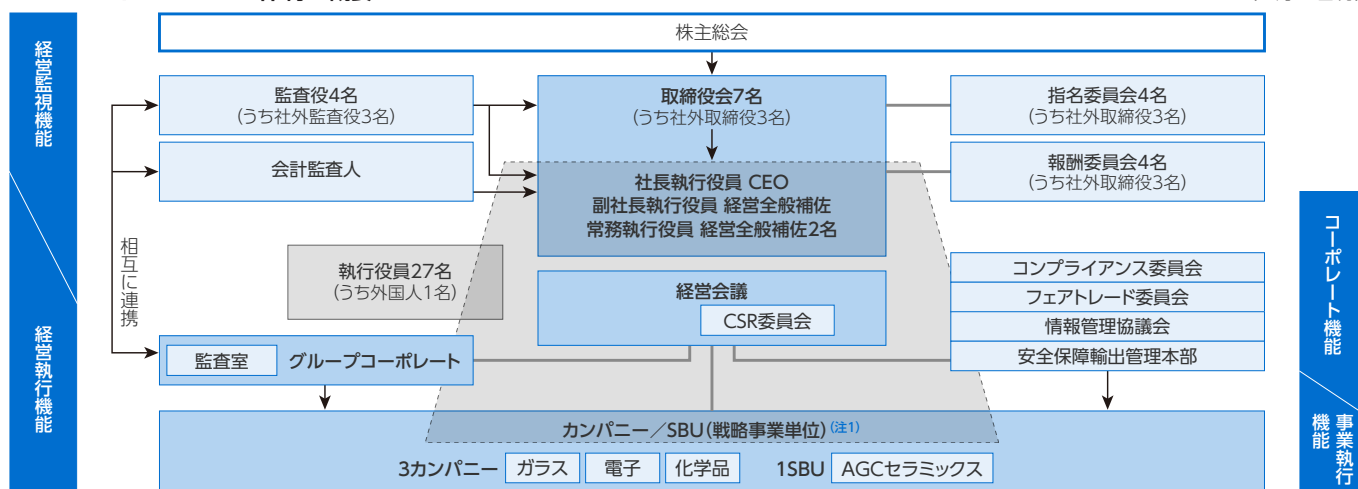 株主総会
経営監視機能
監査役4名
(うち社外監査役3名)
取締役会7名
(うち社外取締役3名)
指名委員会4名
(うち社外取締役3名)
会計監査人
報酬委員会4名
(うち社外取締役3名)
社長執行役員 CEO
副社長執行役員 経営全般補佐
常務執行役員 経営全般補佐2名
相互に連携
執行役員27名
(うち外国人1名)
経営会議
CSR委員会
コンプライアンス委員会
フェアトレード委員会
情報管理協議会
安全保障輸出管理本部
コーポレート機能
経営執行機能
監査室
グループコーポレート
カンパニー/SBU(戦略事業単位)(注1)
3カンパニー ガラス 電子 化学品 1SBU AGCセラミックス
事業執行
機能